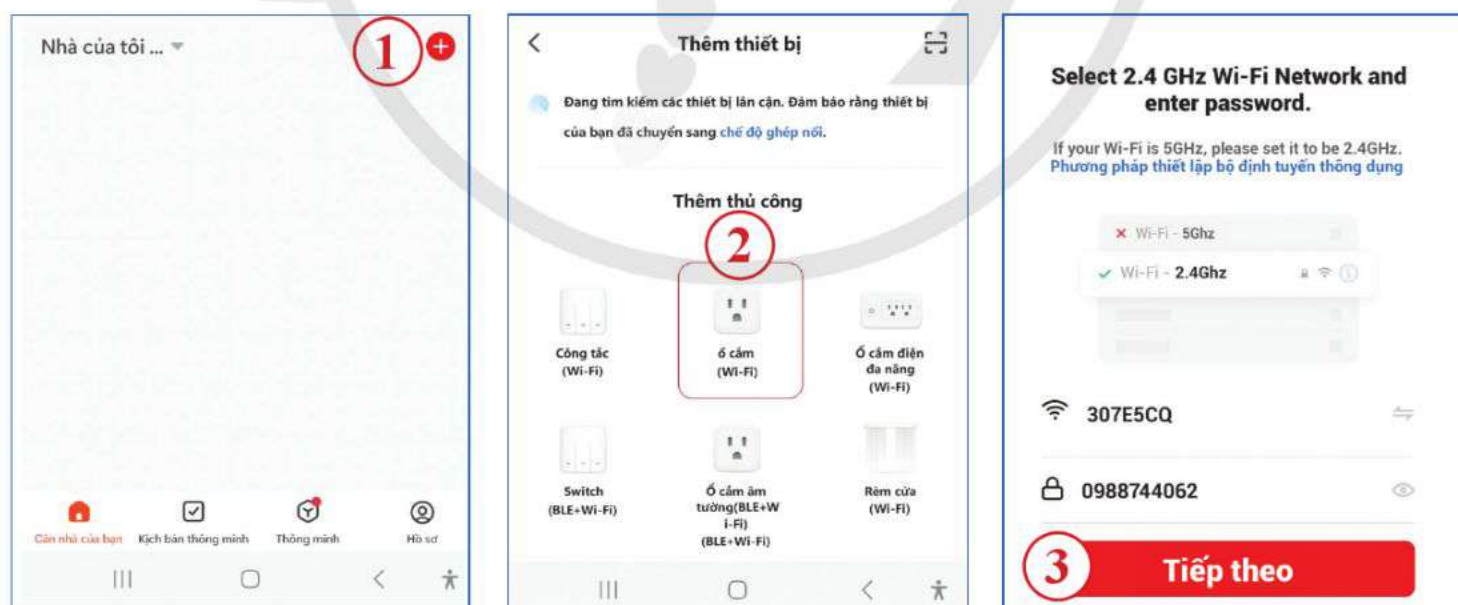 Nhà của tôi ...
1
Căn nhà của bạn
Kịch bản thông minh
Thông minh
Hồ sơ
Thêm thiết bị
Đang tìm kiếm các thiết bị lân cận. Đảm bảo rằng thiết bị
của bạn đã chuyển sang chế độ ghép nối.
Thêm thủ công
2
Công tắc
(Wi-Fi)
ổ cắm
(Wi-Fi)
Ổ cắm điện
đa năng
(Wi-Fi)
Switch
(BLE+Wi-Fi)
Ổ cắm âm
tường(BLE+W
i-Fi)
(BLE+Wi-Fi)
Rèm cửa
(Wi-Fi)
Select 2.4 GHz Wi-Fi Network and
enter password.
If your Wi-Fi is 5GHz, please set it to be 2.4GHz.
Phương pháp thiết lập bộ định tuyến thông dụng
Wi-Fi - 5Ghz
Wi-Fi - 2.4Ghz
307E5CQ
0988744062
3
Tiếp theo